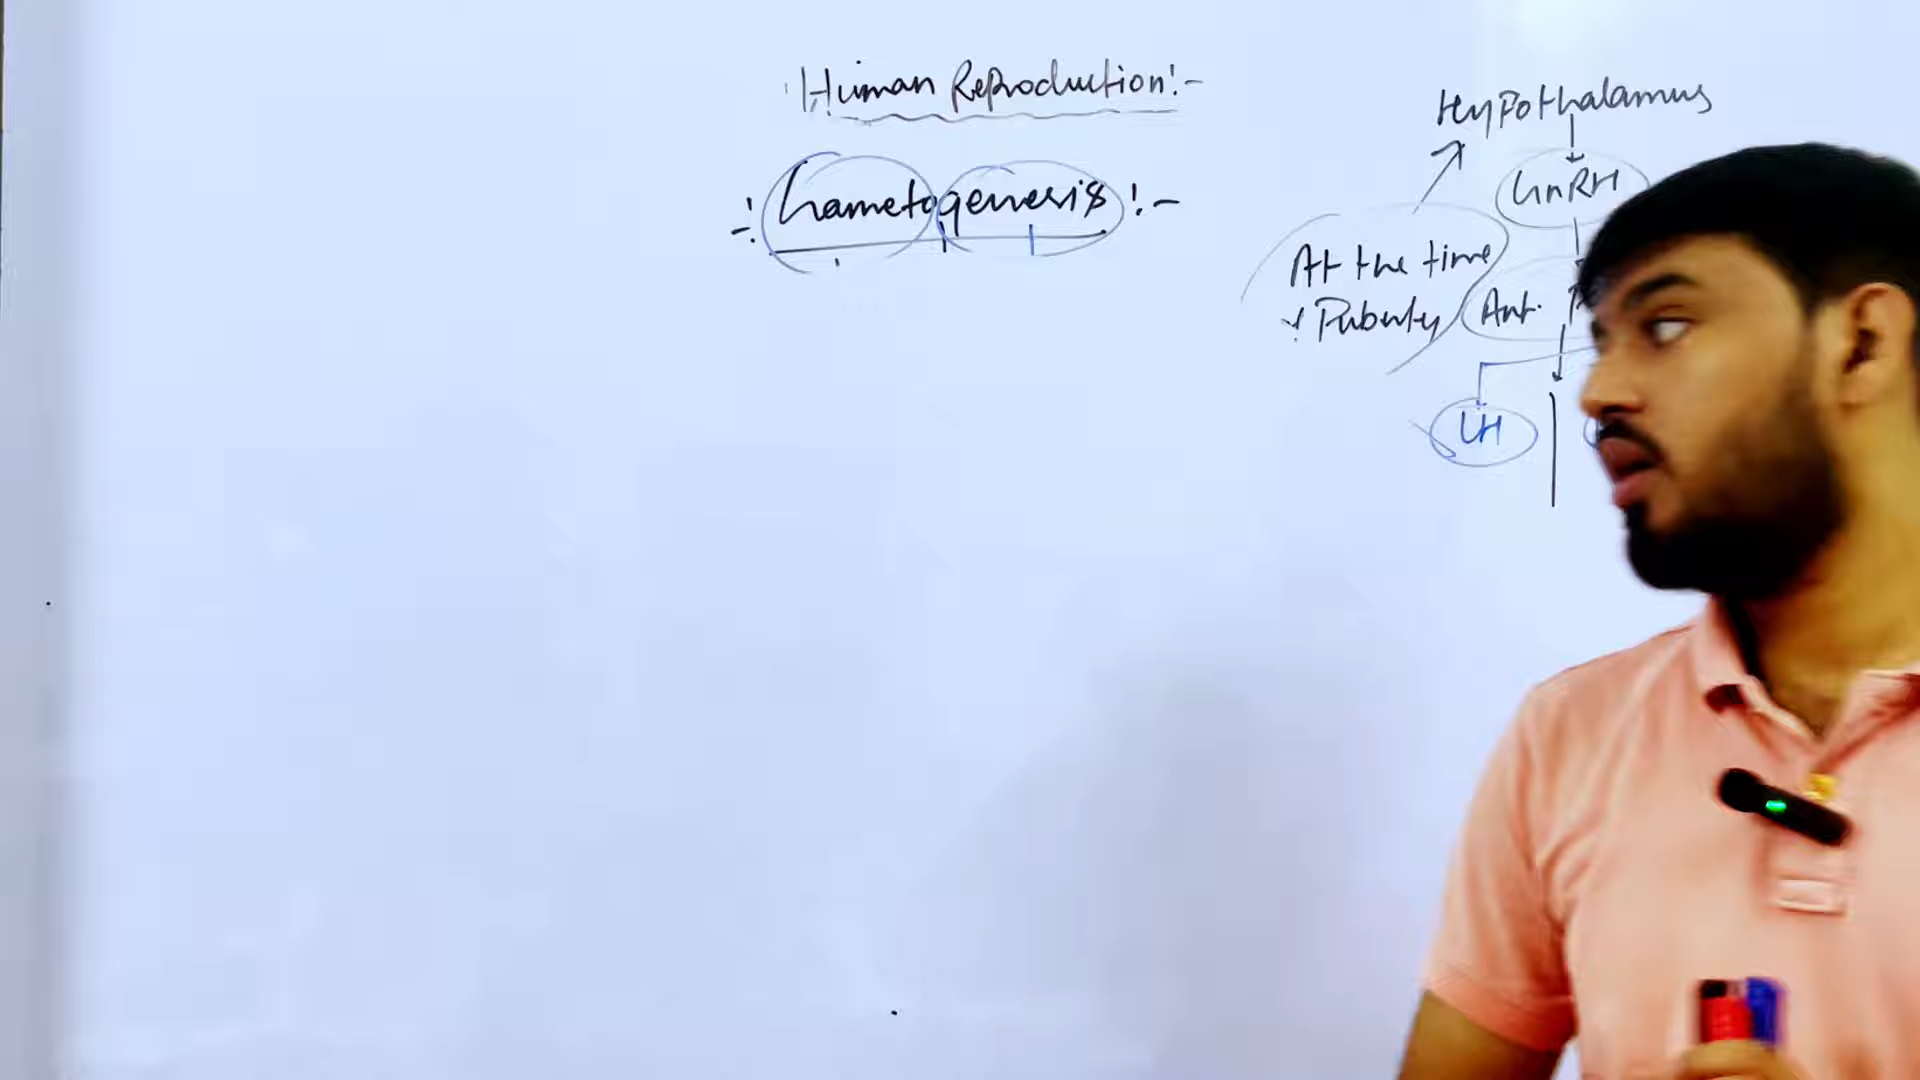 Human Reproduction:-
:- Gametogenesis :-
Hypothalamus
GnRH
At the time
of Puberty
Ant.
LH